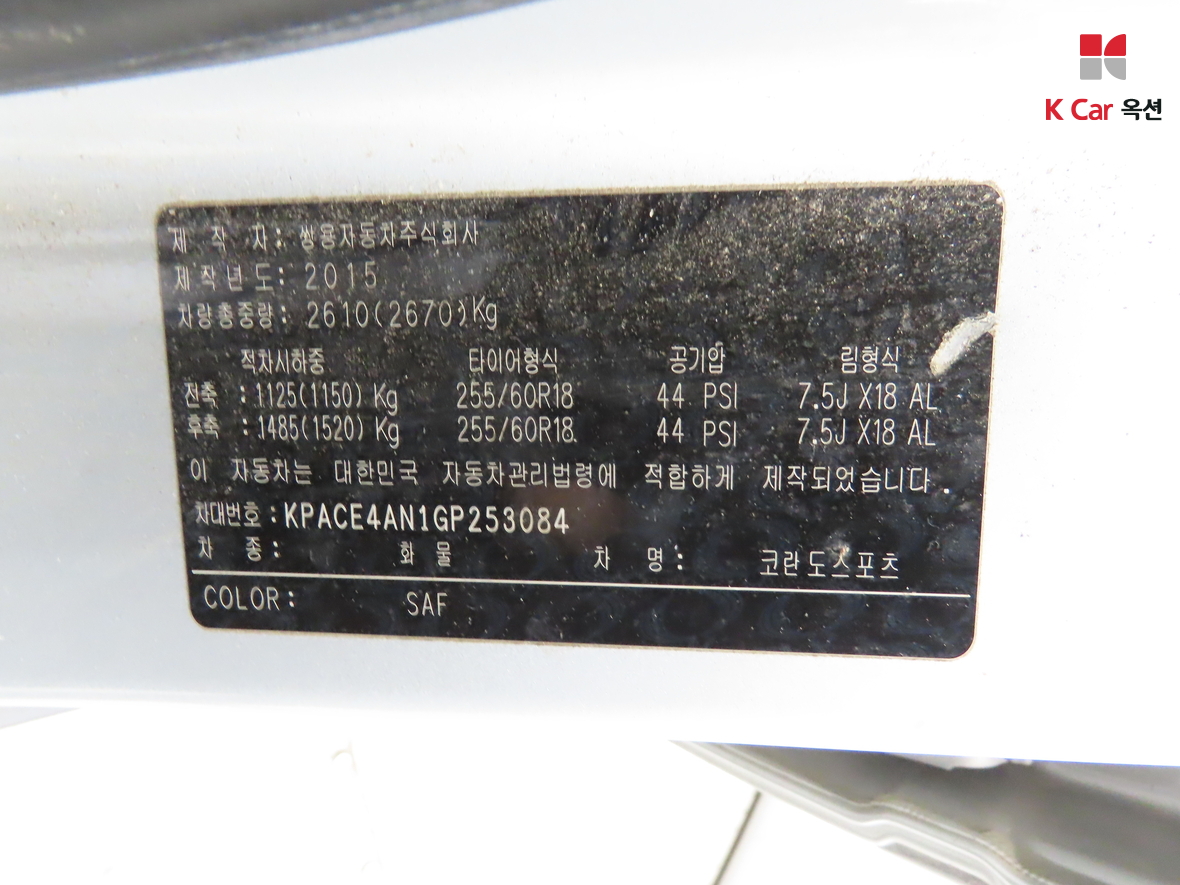 K Car 옥션
제 작 자: 쌍용자동차주식회사
제작년도: 2015
차량총중량: 2610(2670)Kg
적차시하중 타이어형식 공기압 림형식
전축 : 1125(1150) Kg 255/60R18 44 PSI 7.5J X18 AL
후축 : 1485(1520) Kg 255/60R18 44 PSI 7.5J X18 AL
이 자동차는 대한민국 자동차관리법령에 적합하게 제작되었습니다.
차대번호:KPACE4AN1GP253084
차 종: 화 물 차 명: 코란도스포츠
COLOR: SAF